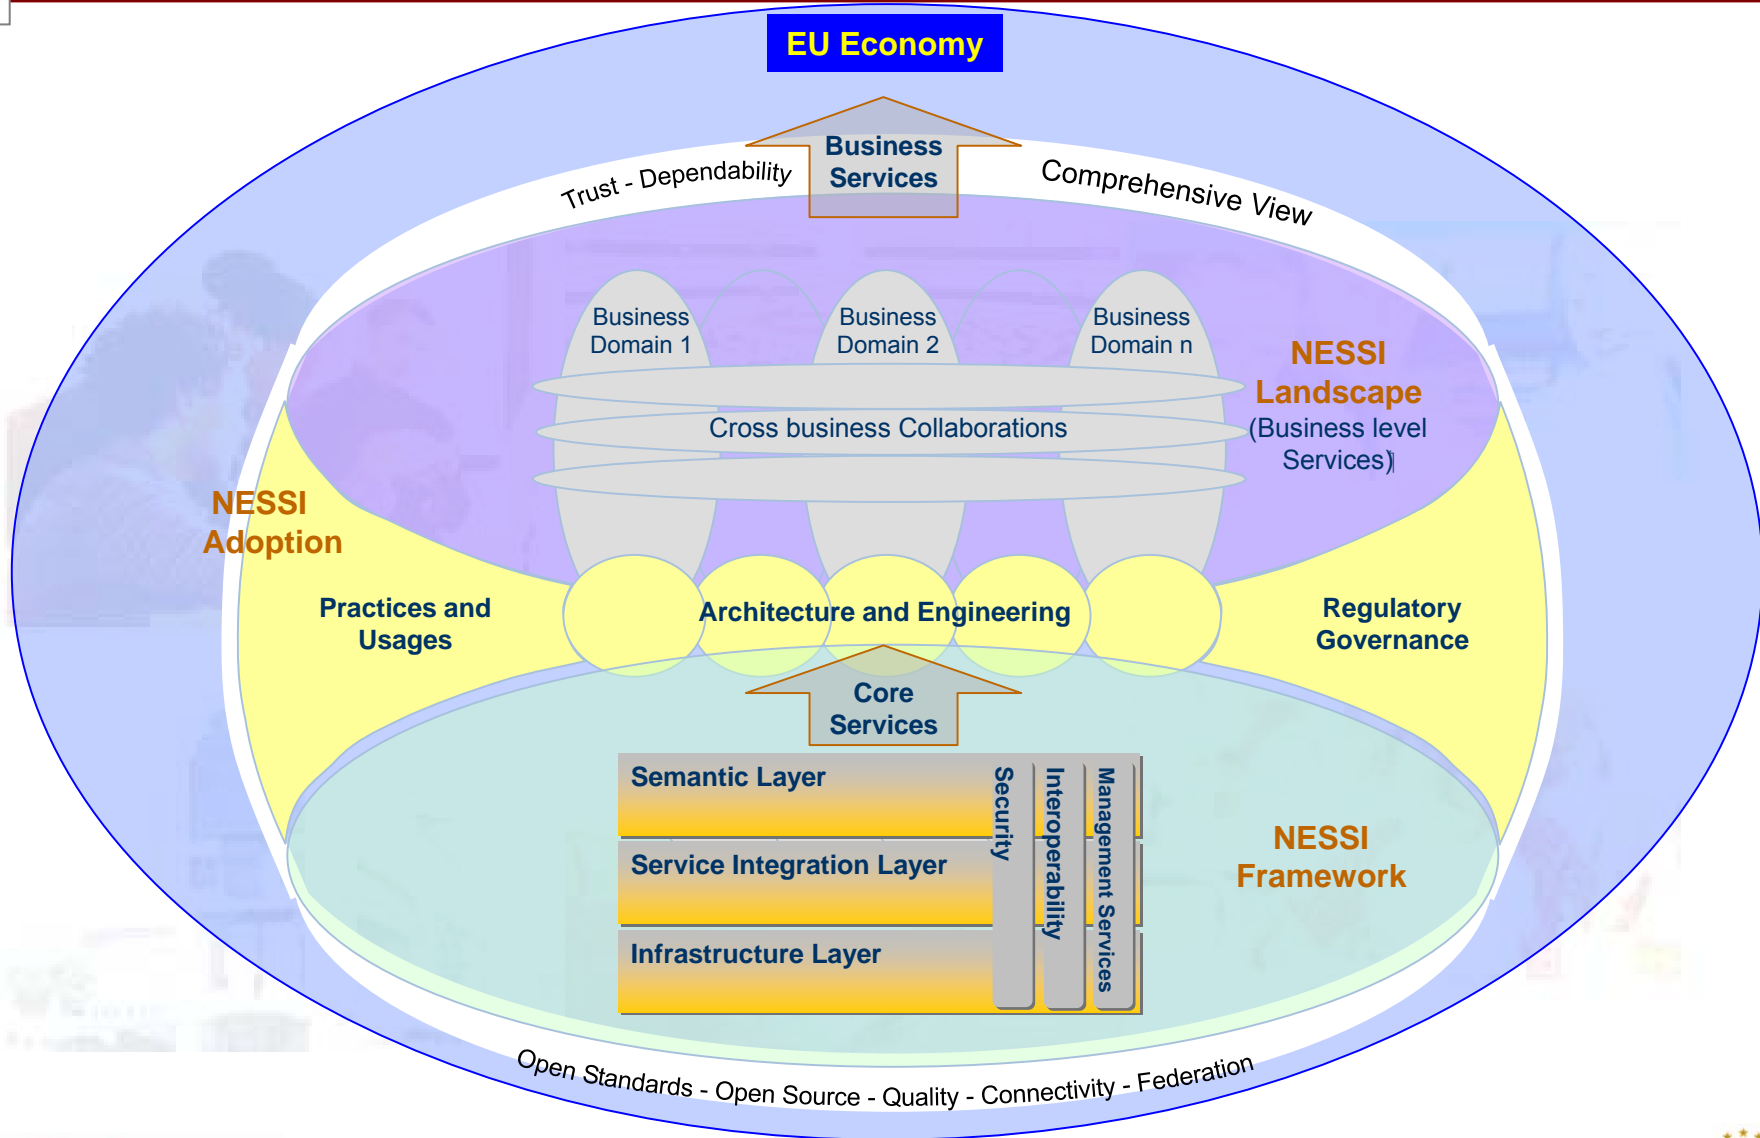 EU Economy
Business
Services
Trust - Dependability
Comprehensive View
Business
Domain 1
Business
Domain 2
Business
Domain n
NESSI
Landscape
(Business level
Services)
Cross business Collaborations
NESSI
Adoption
Practices and
Usages
Architecture and Engineering
Regulatory
Governance
Core
Services
Semantic Layer
Service Integration Layer
Infrastructure Layer
Security
Interoperability
Management Services
NESSI
Framework
Open Standards - Open Source - Quality - Connectivity - Federation